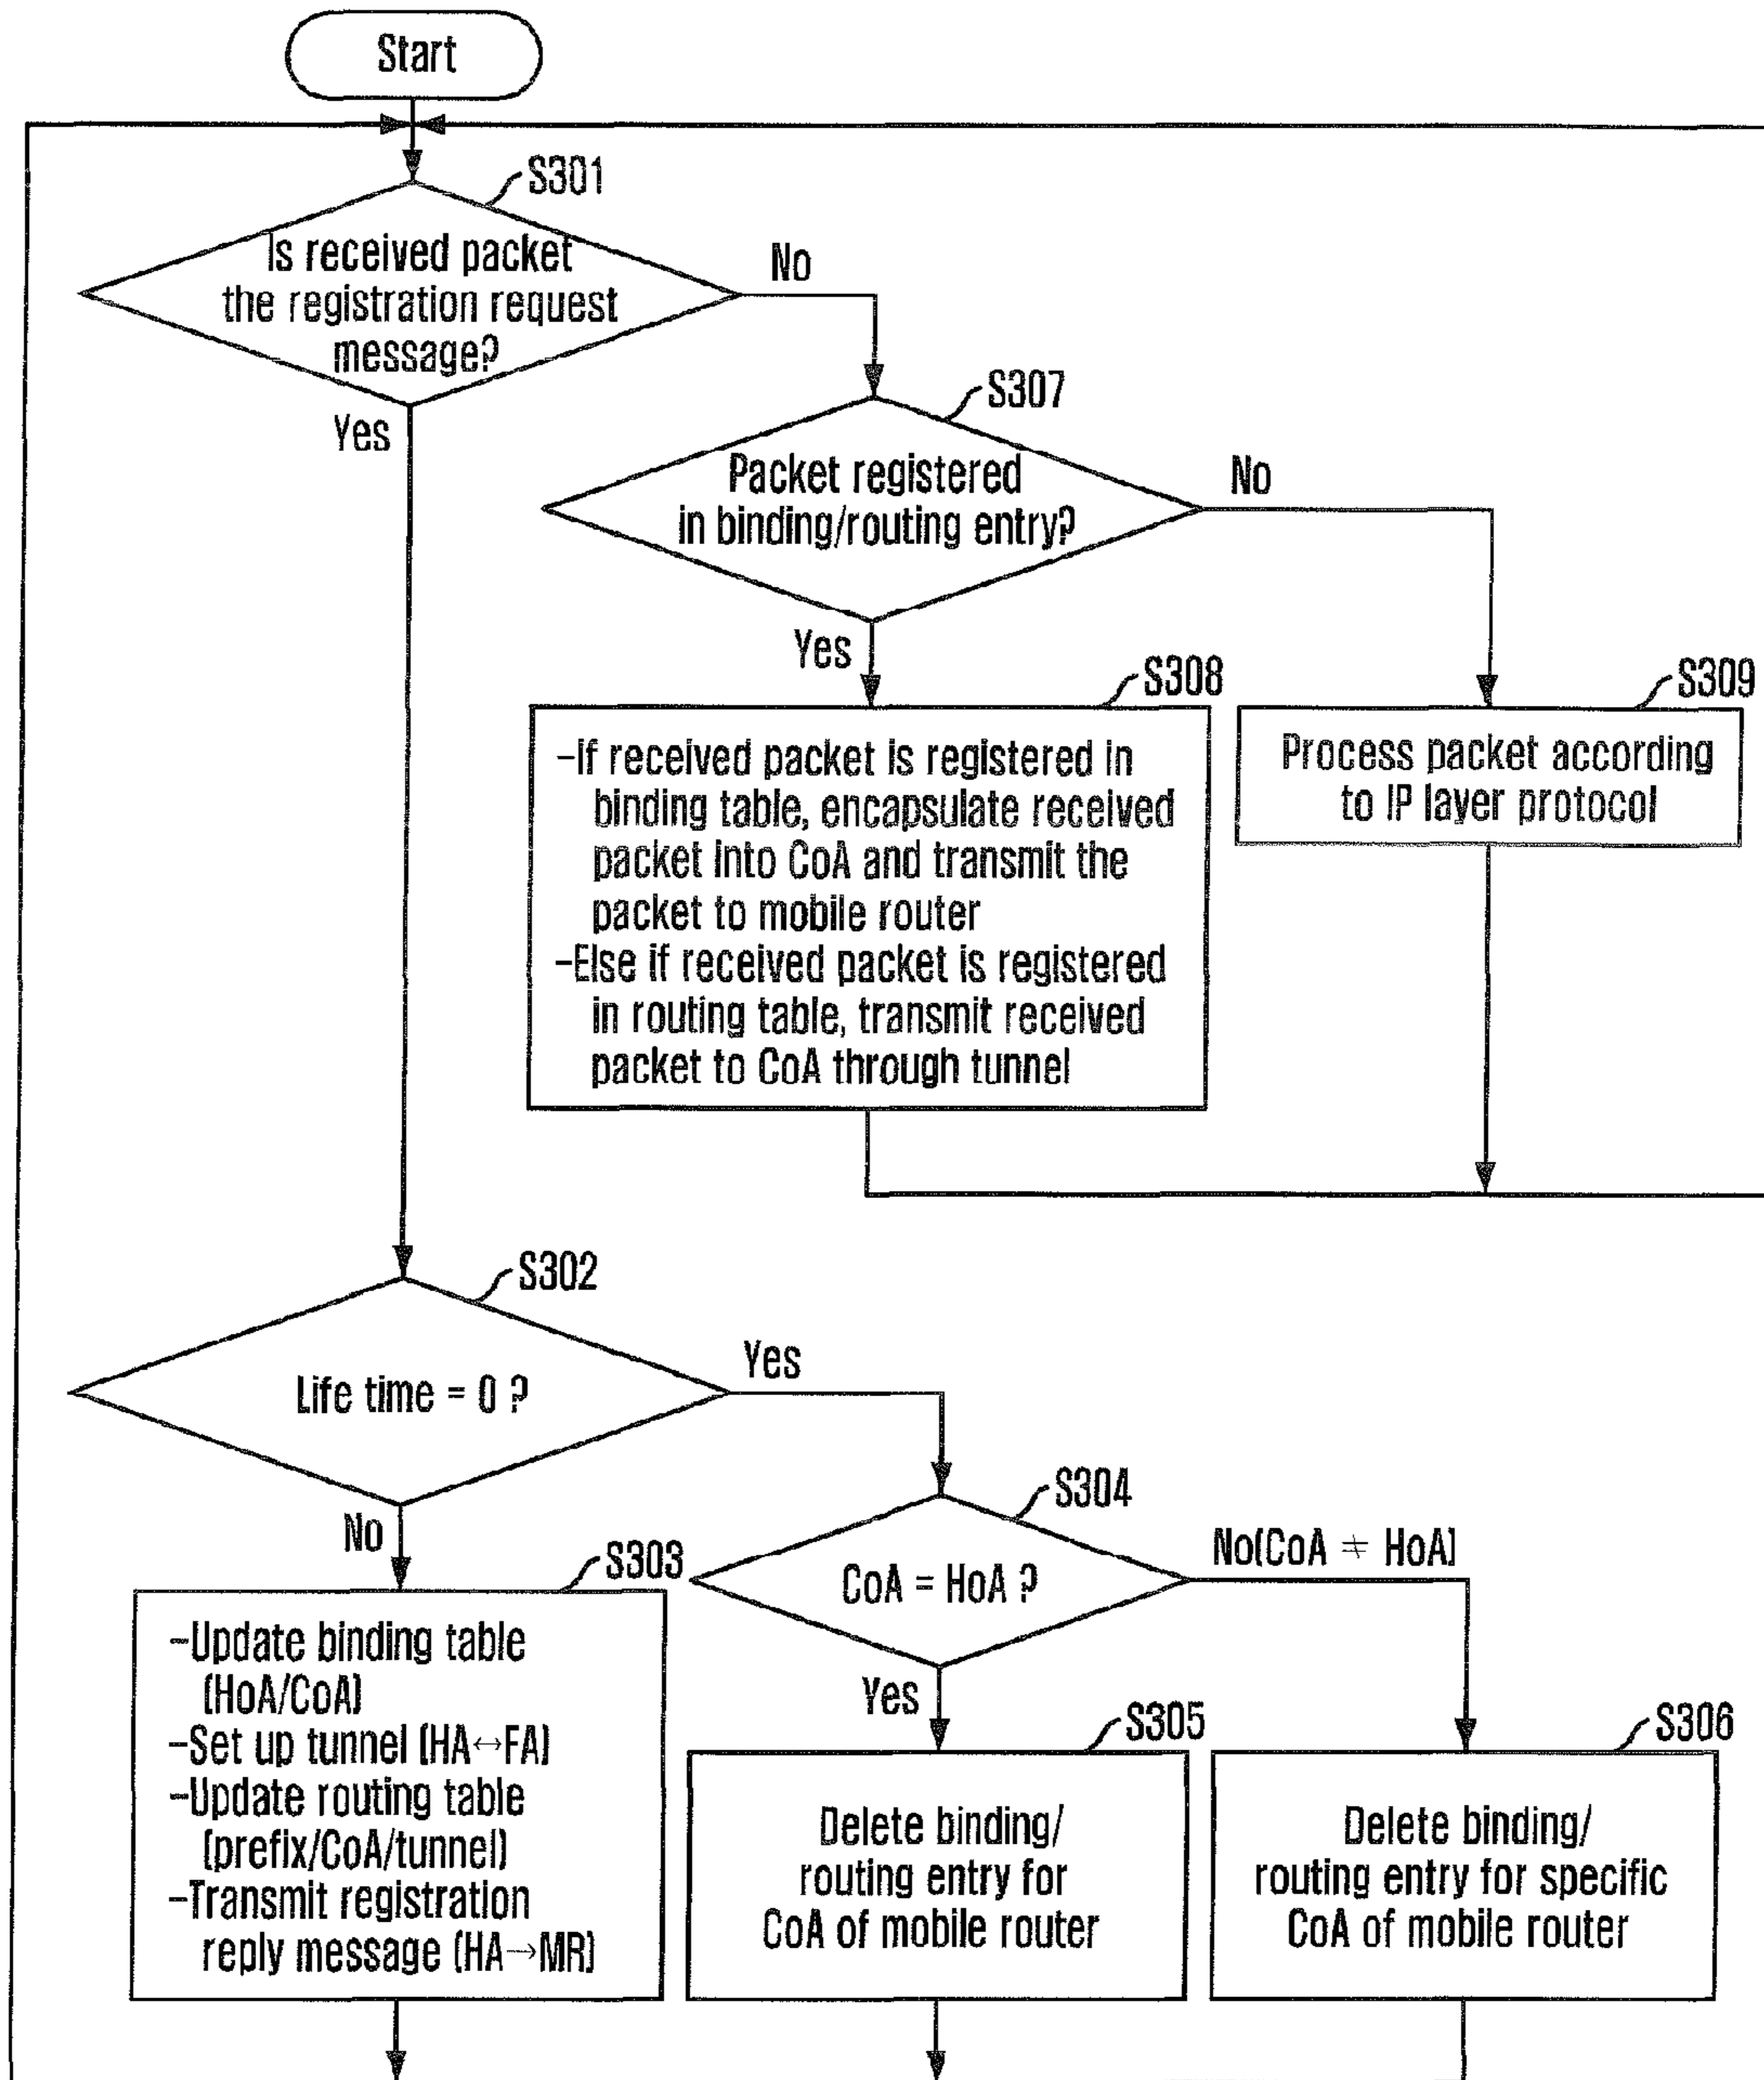 Start
S301
Is received packet
the registration request
message?
No
Yes
S307
Packet registered
in binding/routing entry?
No
Yes
S308
-If received packet is registered in
binding table, encapsulate received
packet into CoA and transmit the
packet to mobile router
-Else if received packet is registered
in routing table, transmit received
packet to CoA through tunnel
S309
Process packet according
to IP layer protocol
S302
Life time = 0 ?
Yes
No
S304
CoA = HoA ?
No(CoA ≠ HoA)
Yes
S303
-Update binding table
(HoA/CoA)
-Set up tunnel (HA↔FA)
-Update routing table
(prefix/CoA/tunnel)
-Transmit registration
reply message (HA→MR)
S305
Delete binding/
routing entry for
CoA of mobile router
S306
Delete binding/
routing entry for specific
CoA of mobile router